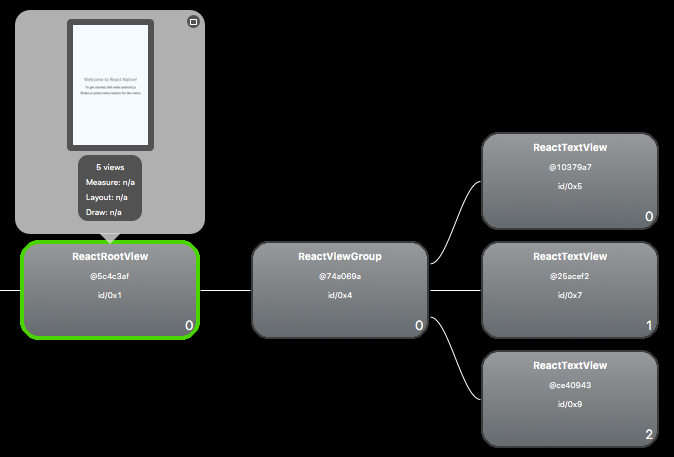 Welcome to React Native!
To get started, edit index.android.js
Shake or press menu button for dev menu
5 views
Measure: n/a
Layout: n/a
Draw: n/a
ReactRootView
@5c4c3af
id/0x1
0
ReactViewGroup
@74a069a
id/0x4
0
ReactTextView
@10379a7
id/0x5
0
ReactTextView
@25acef2
id/0x7
1
ReactTextView
@ce40943
id/0x9
2